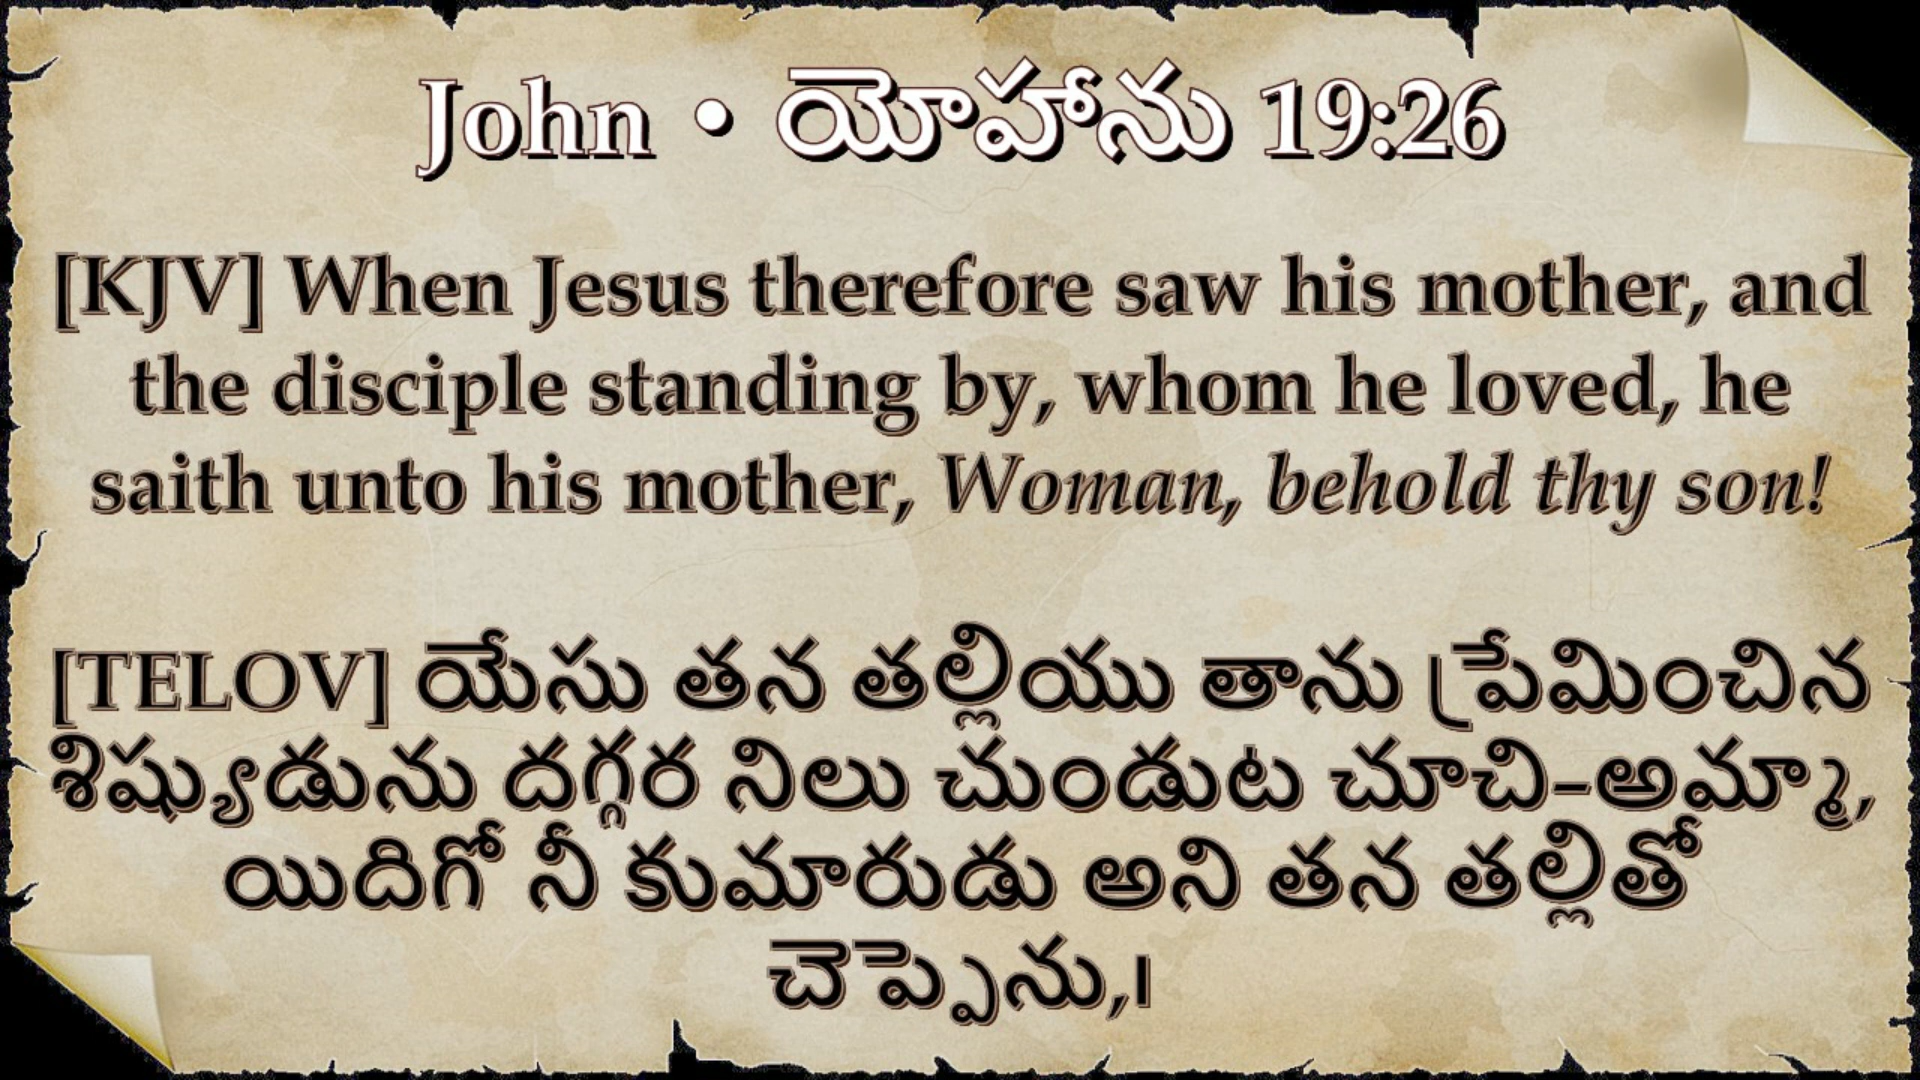 John • యోహాను 19:26
[KJV] When Jesus therefore saw his mother, and
the disciple standing by, whom he loved, he
saith unto his mother, Woman, behold thy son!
[TELOV] యేసు తన తల్లియు తాను ప్రేమించిన
శిష్యుడును దగ్గర నిలు చుండుట చూచి–అమ్మా,
యిదిగో నీ కుమారుడు అని తన తల్లితో
చెప్పెను,।